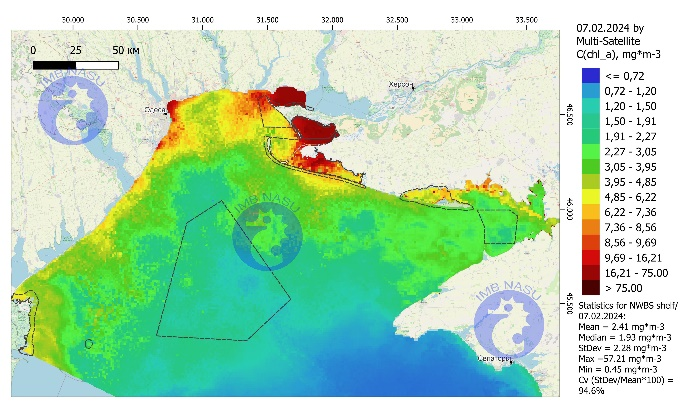 30.000 30.500 31.000 31.500 32.000 32.500 33.000 33.500
0 25 50 км
IMB NASU
Одеса
Херсон
46.500
IMB NASU
46.000
45.500
IMB NASU
07.02.2024 by
Multi-Satellite
C(chl_a), mg*m-3
<= 0,72
0,72 - 1,20
1,20 - 1,50
1,50 - 1,91
1,91 - 2,27
2,27 - 3,05
3,05 - 3,95
3,95 - 4,85
4,85 - 6,22
6,22 - 7,36
7,36 - 8,56
8,56 - 9,69
9,69 - 16,21
16,21 - 75.00
> 75.00
Statistics for NWBS shelf/
07.02.2024:
Mean = 2.41 mg*m-3
Median = 1.93 mg*m-3
StDev = 2.28 mg*m-3
Max =57.21 mg*m-3
Min = 0.45 mg*m-3
Cv (StDev/Mean*100) =
94.6%